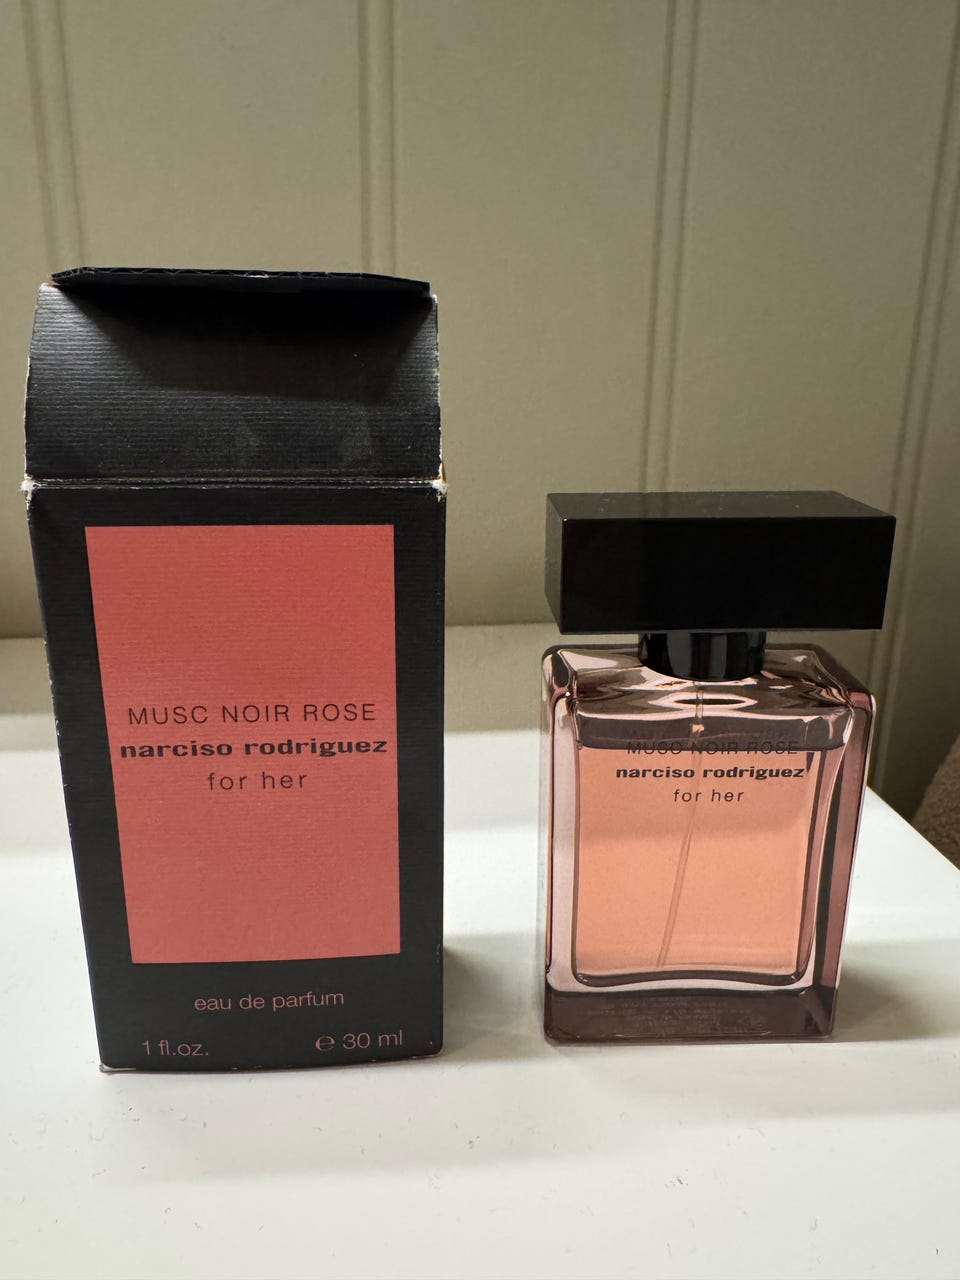 MUSC NOIR ROSE
narciso rodriguez
for her
eau de parfum
1 fl.oz.
℮ 30 ml
MUSC NOIR ROSE
narciso rodriguez
for her